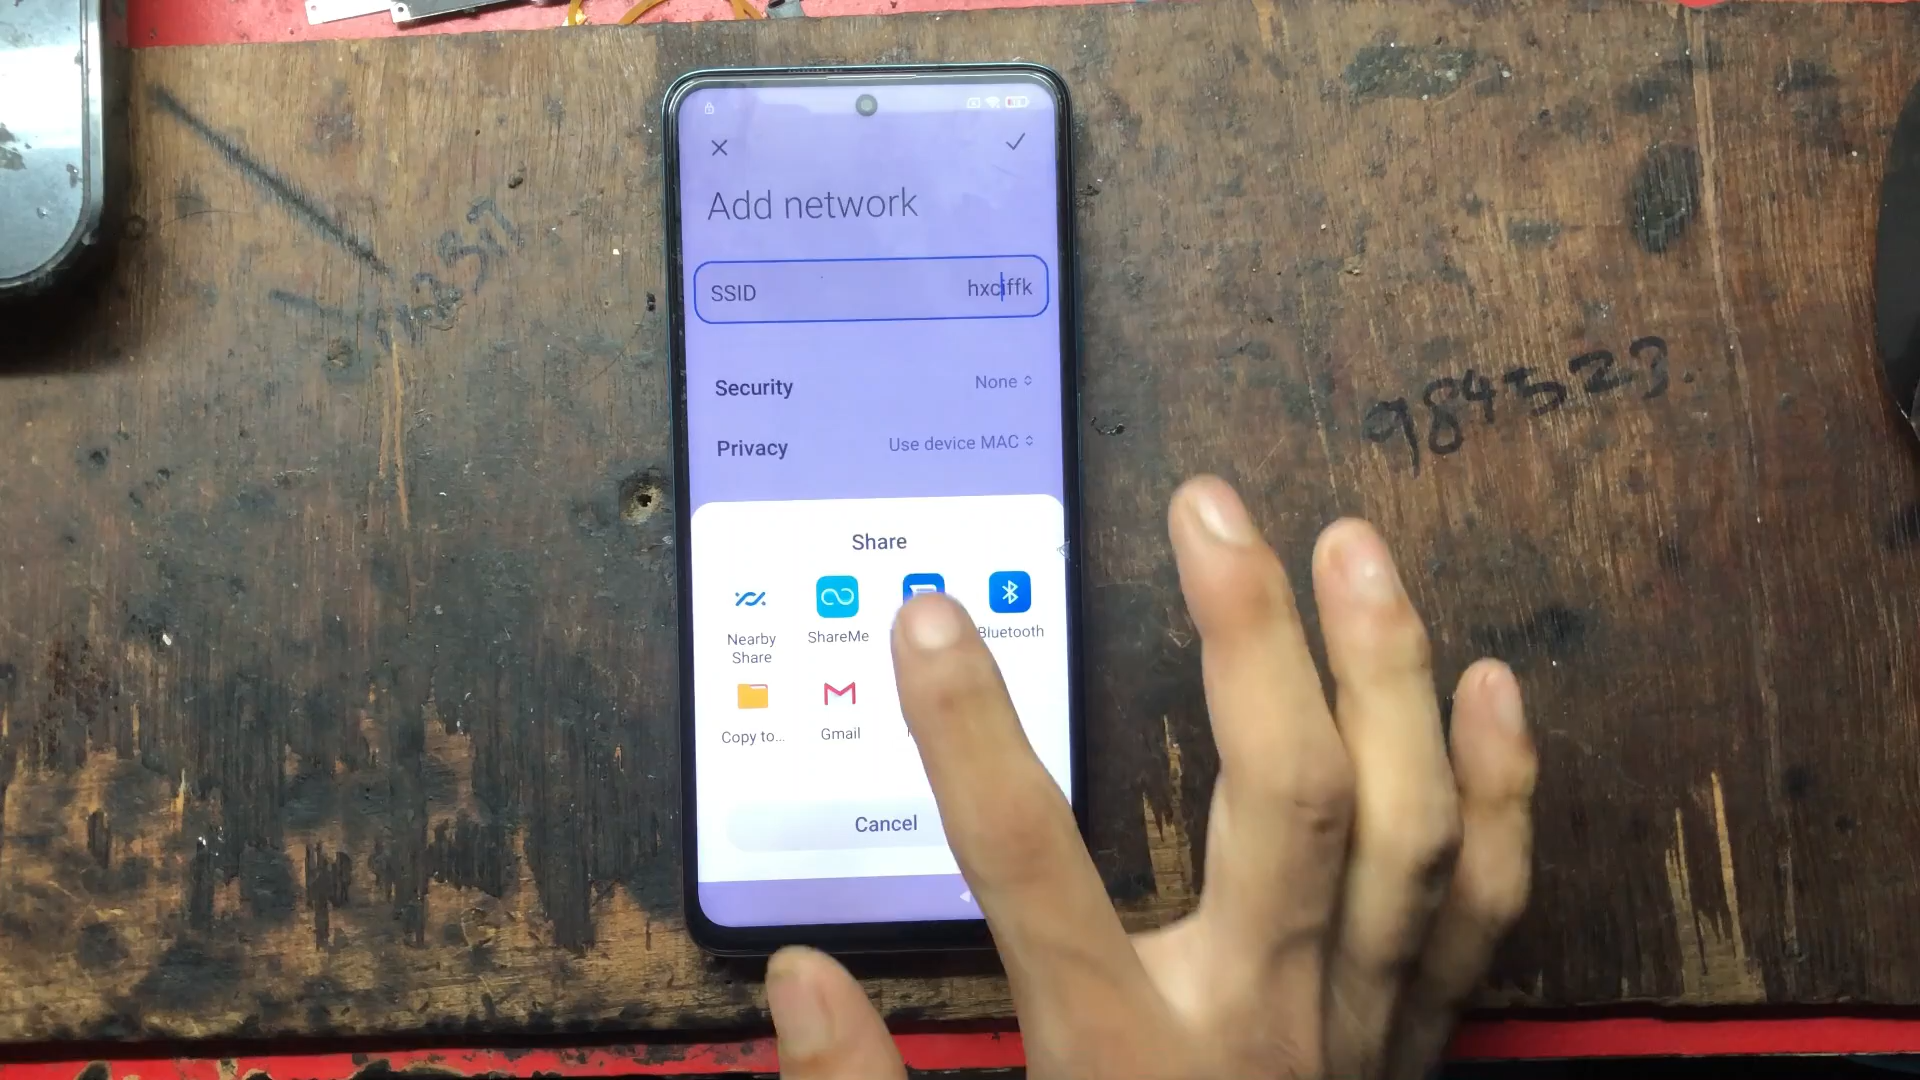 Add network
SSID hxciffk
Security None
Privacy Use device MAC
Share
Nearby Share
ShareMe
Bluetooth
Copy to...
Gmail
Cancel
984523.